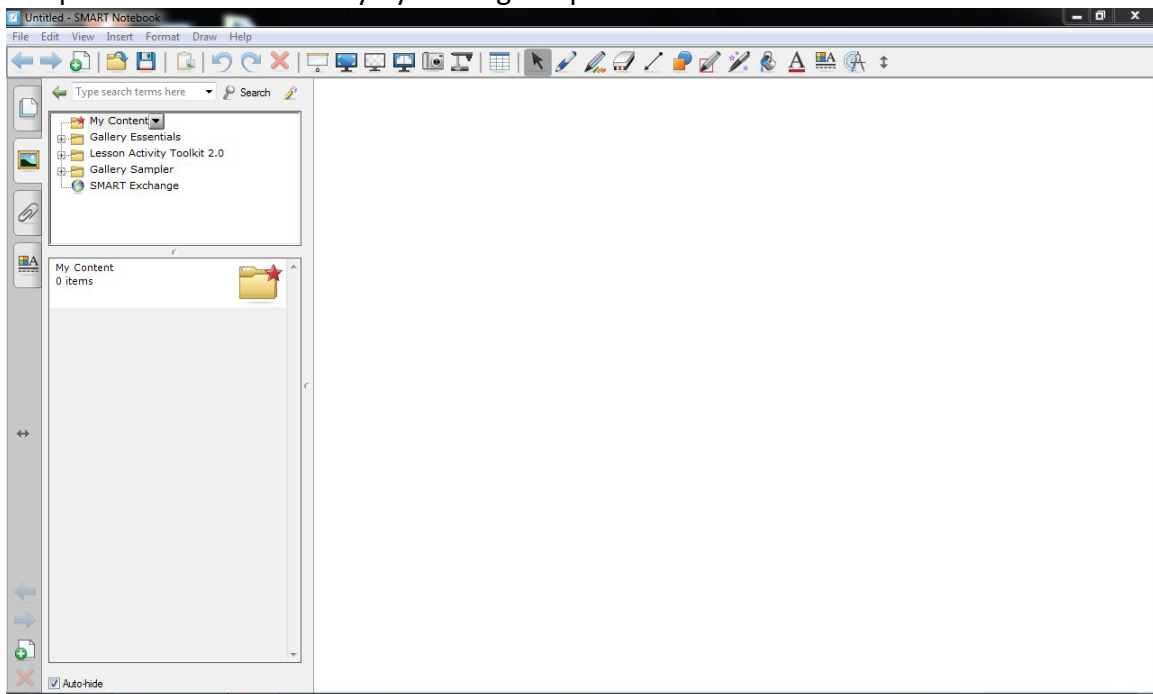 Untitled - SMART Notebook
File Edit View Insert Format Draw Help
Type search terms here Search
My Content
Gallery Essentials
Lesson Activity Toolkit 2.0
Gallery Sampler
SMART Exchange
My Content
0 items
Auto-hide